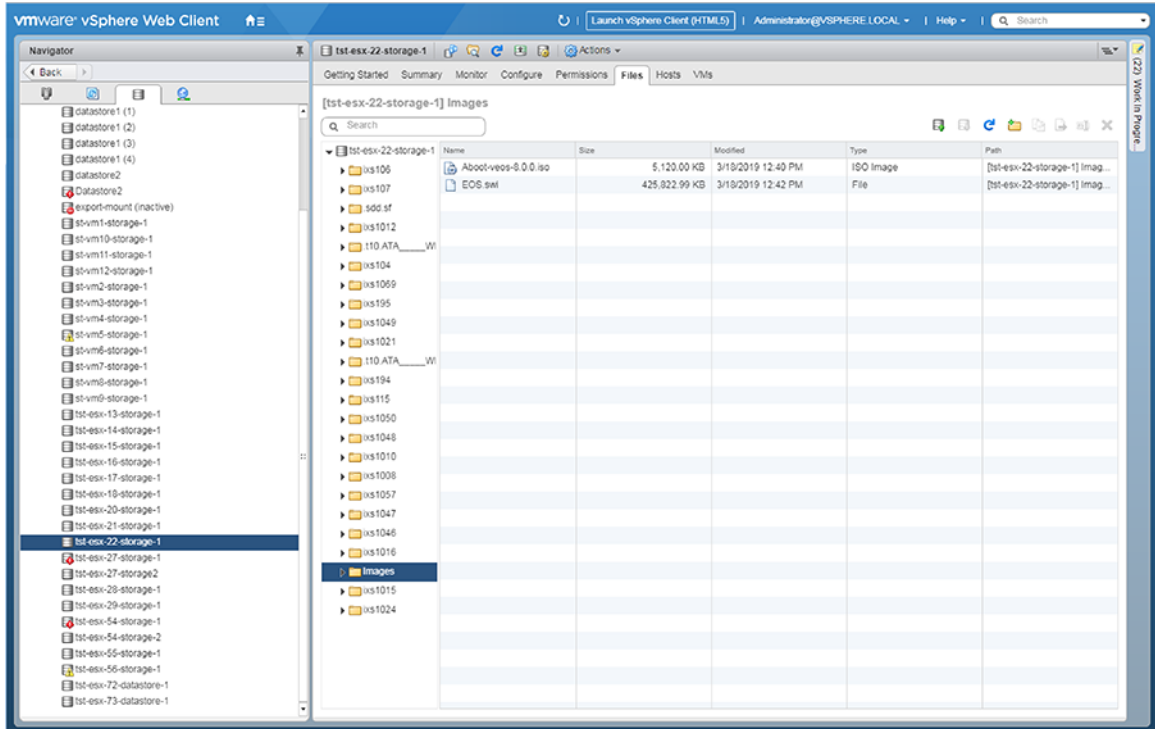 vmware® vSphere Web Client
Launch vSphere Client (HTML5) | Administrator@VSPHERE.LOCAL | Help | Search
Navigator
Back
datastore1 (1)
datastore1 (2)
datastore1 (3)
datastore1 (4)
datastore2
Datastore2
export-mount (inactive)
st-vm1-storage-1
st-vm10-storage-1
st-vm11-storage-1
st-vm12-storage-1
st-vm2-storage-1
st-vm3-storage-1
st-vm4-storage-1
st-vm5-storage-1
st-vm6-storage-1
st-vm7-storage-1
st-vm8-storage-1
st-vm9-storage-1
tst-esx-13-storage-1
tst-esx-14-storage-1
tst-esx-15-storage-1
tst-esx-16-storage-1
tst-esx-17-storage-1
tst-esx-18-storage-1
tst-esx-20-storage-1
tst-esx-21-storage-1
tst-esx-22-storage-1
tst-esx-27-storage-1
tst-esx-27-storage2
tst-esx-28-storage-1
tst-esx-29-storage-1
tst-esx-54-storage-1
tst-esx-54-storage-2
tst-esx-55-storage-1
tst-esx-56-storage-1
tst-esx-72-datastore-1
tst-esx-73-datastore-1
tst-esx-22-storage-1 Actions
Getting Started Summary Monitor Configure Permissions Files Hosts VMs
[tst-esx-22-storage-1] Images
Search
tst-esx-22-storage-1
ixs106
ixs107
.sdd.sf
ixs1012
.t10.ATA_____WI
ixs104
ixs1069
ixs195
ixs1049
ixs1021
.t10.ATA_____WI
ixs194
ixs115
ixs1050
ixs1048
ixs1010
ixs1008
ixs1057
ixs1047
ixs1046
ixs1016
Images
ixs1015
ixs1024
Name Size Modified Type Path
Aboot-veos-8.0.0.iso 5,120.00 KB 3/18/2019 12:40 PM ISO Image [tst-esx-22-storage-1] Imag...
EOS.swi 425,822.99 KB 3/18/2019 12:42 PM File [tst-esx-22-storage-1] Imag...
(22) Work In Progre...